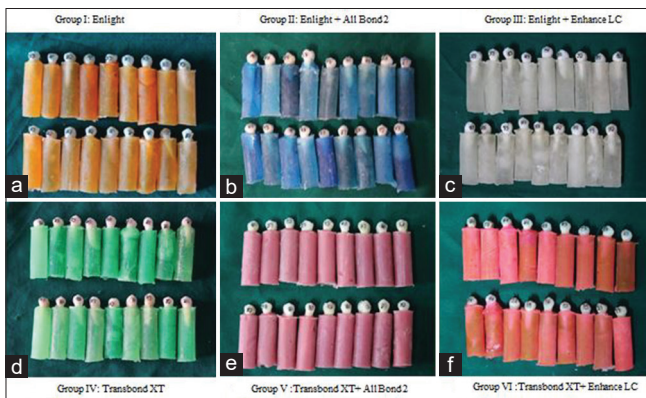 Group I: Enlight
Group II: Enlight + All Bond 2
Group III: Enlight + Enhance LC
a
b
c
d
e
f
Group IV: Transbond XT
Group V :Transbond XT+ All Bond 2
Group VI :Transbond XT+ Enhance LC